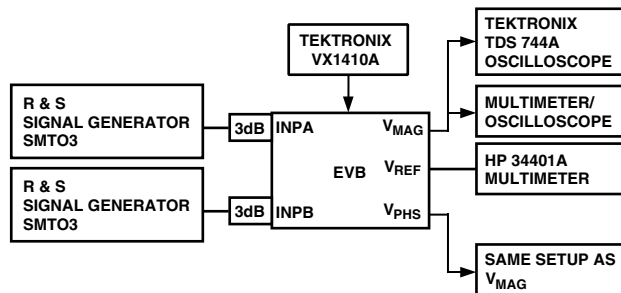 TEKTRONIX
VX1410A
TEKTRONIX
TDS 744A
OSCILLOSCOPE
R & S
SIGNAL GENERATOR
SMTO3
3dB
INPA
VMAG
MULTIMETER/
OSCILLOSCOPE
EVB
VREF
HP 34401A
MULTIMETER
R & S
SIGNAL GENERATOR
SMTO3
3dB
INPB
VPHS
SAME SETUP AS
VMAG